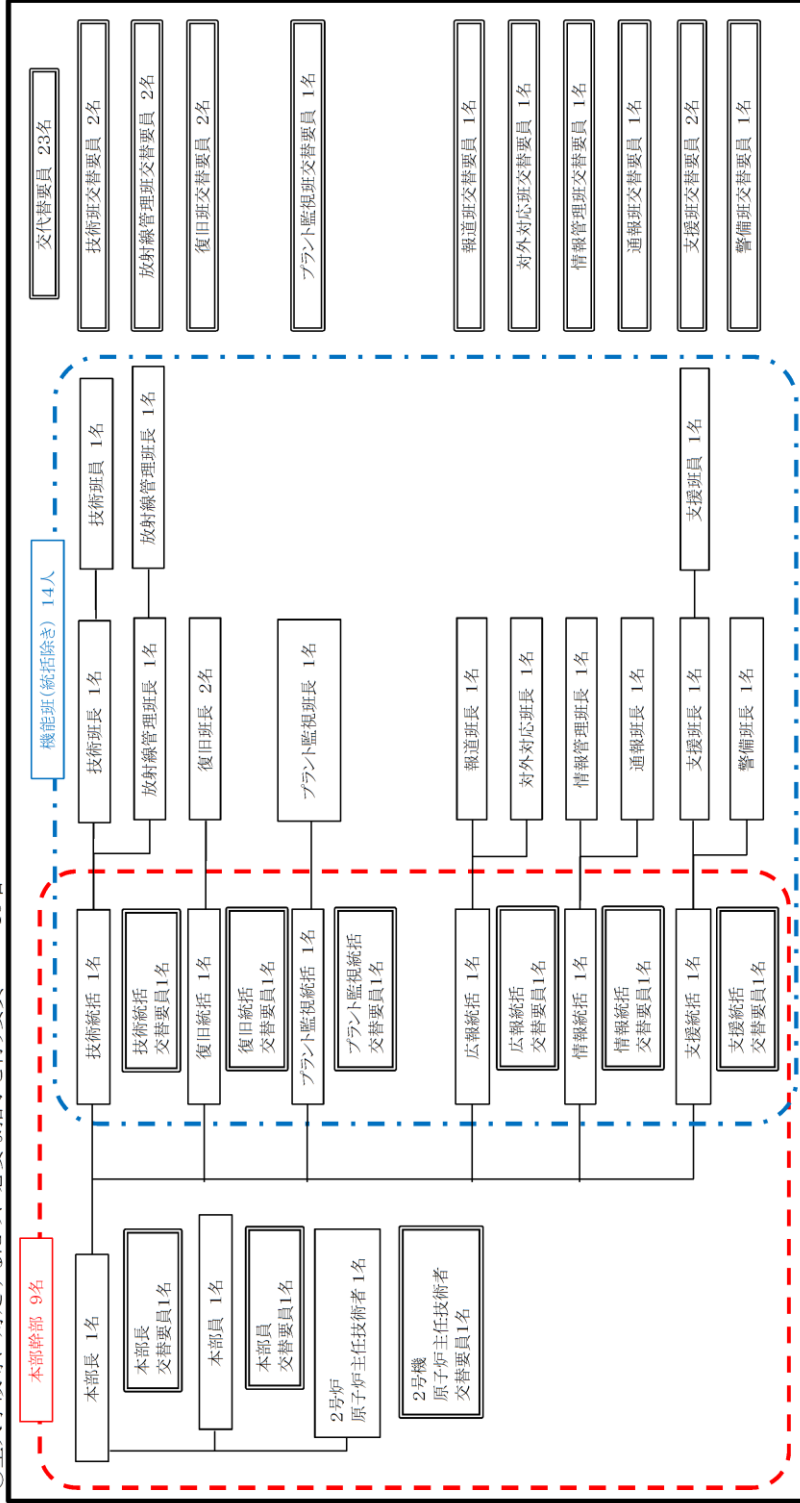 本部幹部 9名
機能班(統括除き) 14人
交代替要員 23名
本部長 1名
本部長
交替要員1名
本部員 1名
本部員
交替要員1名
2号炉
原子炉主任技術者 1名
2号機
原子炉主任技術者
交替要員1名
技術統括 1名
技術統括
交替要員1名
復旧統括 1名
復旧統括
交替要員1名
プラント監視統括 1名
プラント監視統括
交替要員1名
広報統括 1名
広報統括
交替要員1名
情報統括 1名
情報統括
交替要員1名
支援統括 1名
支援統括
交替要員1名
技術班長 1名
放射線管理班長 1名
復旧班長 2名
プラント監視班長 1名
報道班長 1名
対外対応班長 1名
情報管理班長 1名
通報班長 1名
支援班長 1名
警備班長 1名
技術班員 1名
放射線管理班長 1名
支援班員 1名
技術班交替要員 2名
放射線管理班交替要員 2名
復旧班交替要員 2名
プラント監視班交替要員 1名
報道班交替要員 1名
対外対応班交替要員 1名
情報管理班交替要員 1名
通報班交替要員 1名
支援班交替要員 2名
警備班交替要員 1名